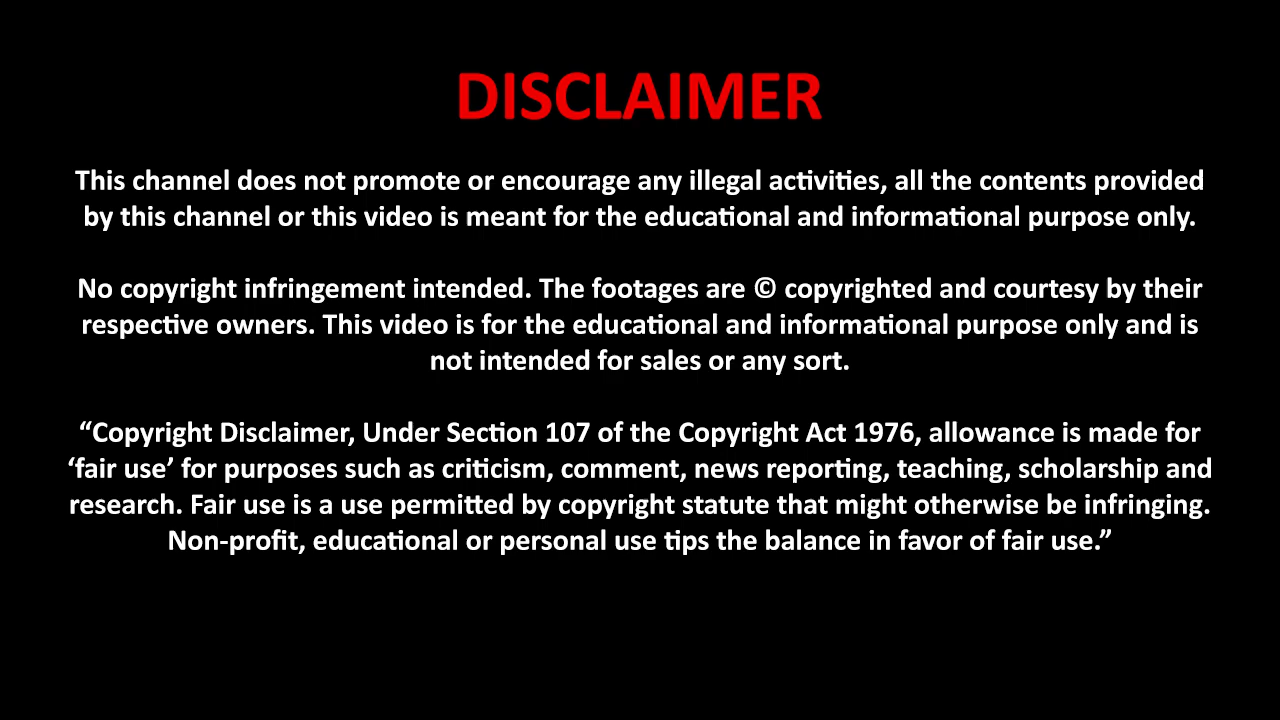 DISCLAIMER
This channel does not promote or encourage any illegal activities, all the contents provided
by this channel or this video is meant for the educational and informational purpose only.
No copyright infringement intended. The footages are © copyrighted and courtesy by their
respective owners. This video is for the educational and informational purpose only and is
not intended for sales or any sort.
“Copyright Disclaimer, Under Section 107 of the Copyright Act 1976, allowance is made for
‘fair use’ for purposes such as criticism, comment, news reporting, teaching, scholarship and
research. Fair use is a use permitted by copyright statute that might otherwise be infringing.
Non-profit, educational or personal use tips the balance in favor of fair use.”